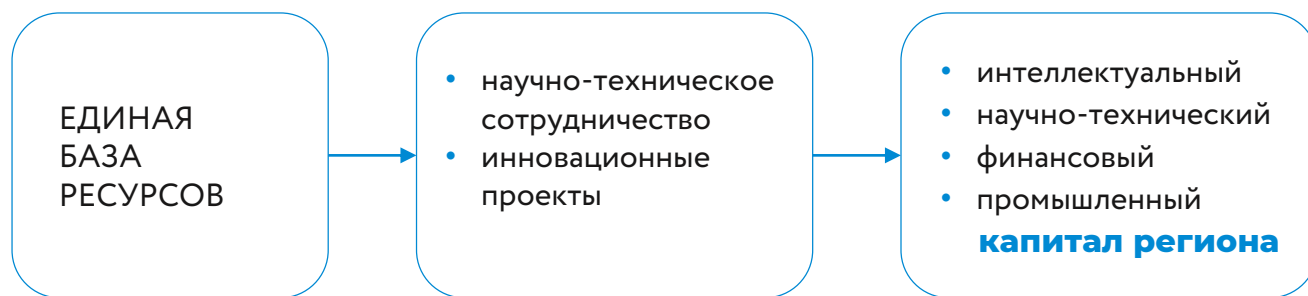 ЕДИНАЯ
БАЗА
РЕСУРСОВ
• научно-техническое
сотрудничество
• инновационные
проекты
• интеллектуальный
• научно-технический
• финансовый
• промышленный
капитал региона